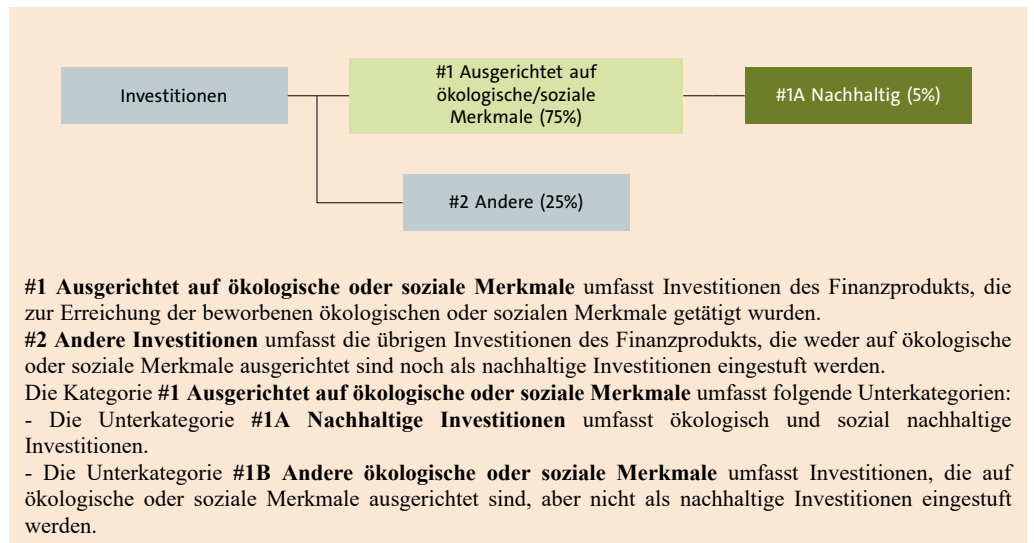 Investitionen
#1 Ausgerichtet auf
ökologische/soziale
Merkmale (75%)
#1A Nachhaltig (5%)
#2 Andere (25%)
#1 Ausgerichtet auf ökologische oder soziale Merkmale umfasst Investitionen des Finanzprodukts, die
zur Erreichung der beworbenen ökologischen oder sozialen Merkmale getätigt wurden.
#2 Andere Investitionen umfasst die übrigen Investitionen des Finanzprodukts, die weder auf ökologische
oder soziale Merkmale ausgerichtet sind noch als nachhaltige Investitionen eingestuft werden.
Die Kategorie #1 Ausgerichtet auf ökologische oder soziale Merkmale umfasst folgende Unterkategorien:
- Die Unterkategorie #1A Nachhaltige Investitionen umfasst ökologisch und sozial nachhaltige
Investitionen.
- Die Unterkategorie #1B Andere ökologische oder soziale Merkmale umfasst Investitionen, die auf
ökologische oder soziale Merkmale ausgerichtet sind, aber nicht als nachhaltige Investitionen eingestuft
werden.